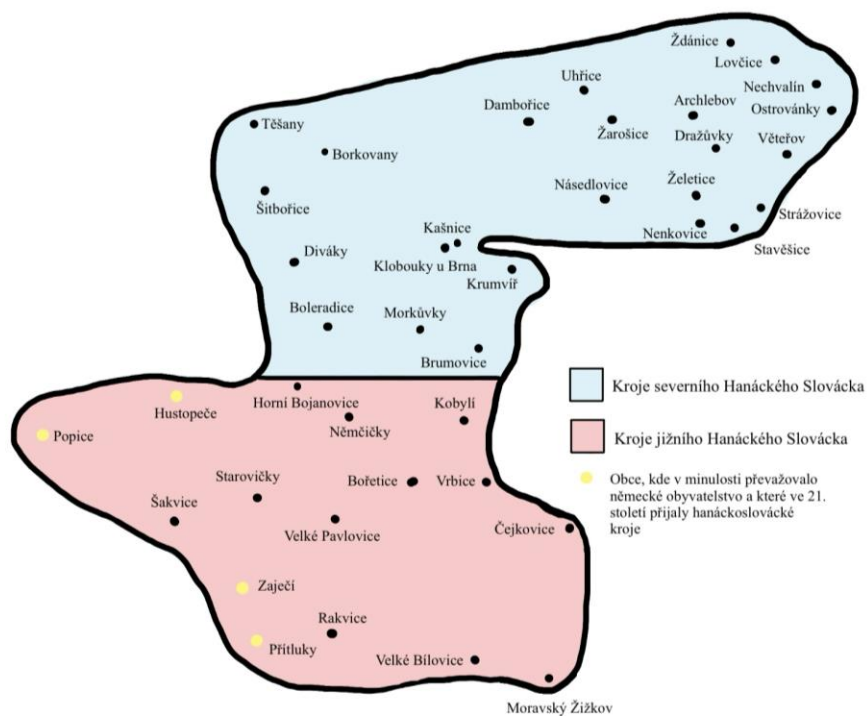 Ždánice
Lovčice
Uhřice
Nechvalín
Dambořice
Archlebov
Ostrovánky
Těšany
Žarošice
Dražůvky
Věteřov
Borkovany
Šitbořice
Násedlovice
Želetice
Strážovice
Kašnice
Nenkovice
Stavěšice
Diváky
Klobouky u Brna
Krumvíř
Boleradice
Morkůvky
Brumovice
Kroje severního Hanáckého Slovácka
Horní Bojanovice
Hustopeče
Kobylí
Němčičky
Popice
Kroje jižního Hanáckého Slovácka
Starovičky
Bořetice
Vrbice
Obce, kde v minulosti převažovalo
německé obyvatelstvo a které ve 21.
století přijaly hanáckoslovácké
kroje
Šakvice
Velké Pavlovice
Čejkovice
Zaječí
Rakvice
Přítluky
Velké Bílovice
Moravský Žižkov